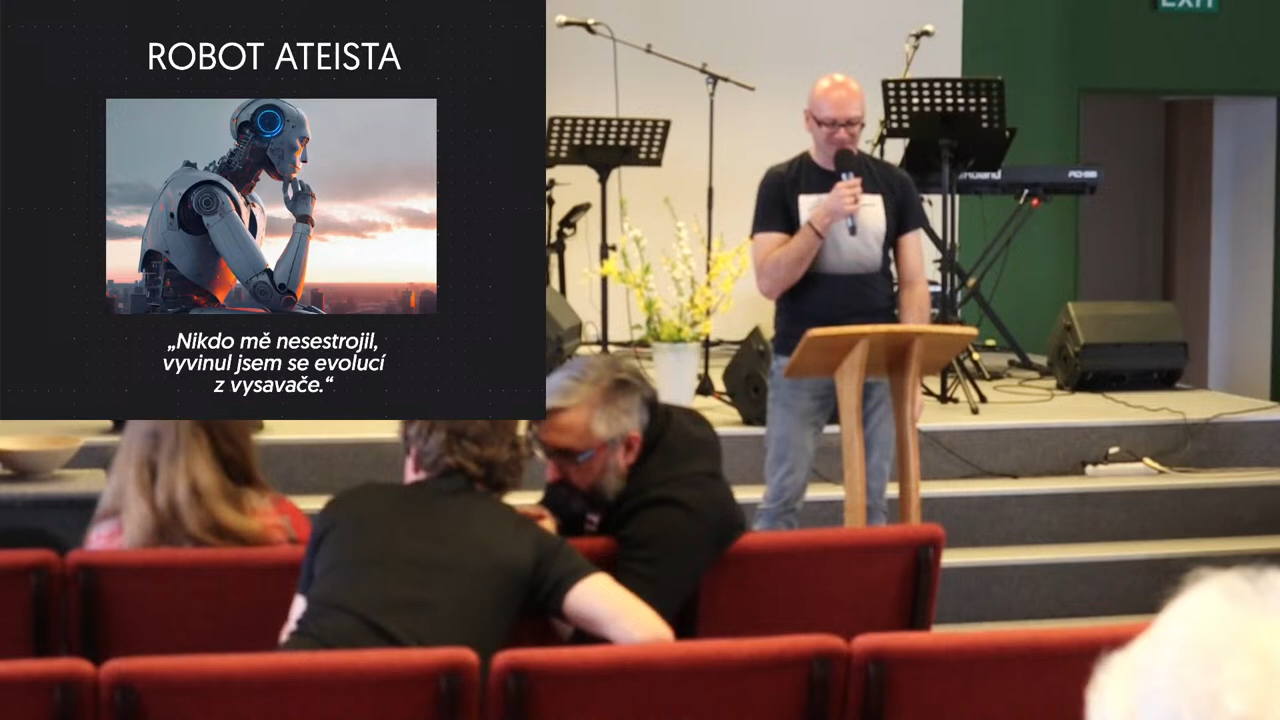 ROBOT ATEISTA
„Nikdo mě nesestrojil,
vyvinul jsem se evolucí
z vysavače.“
EXIT
Roland